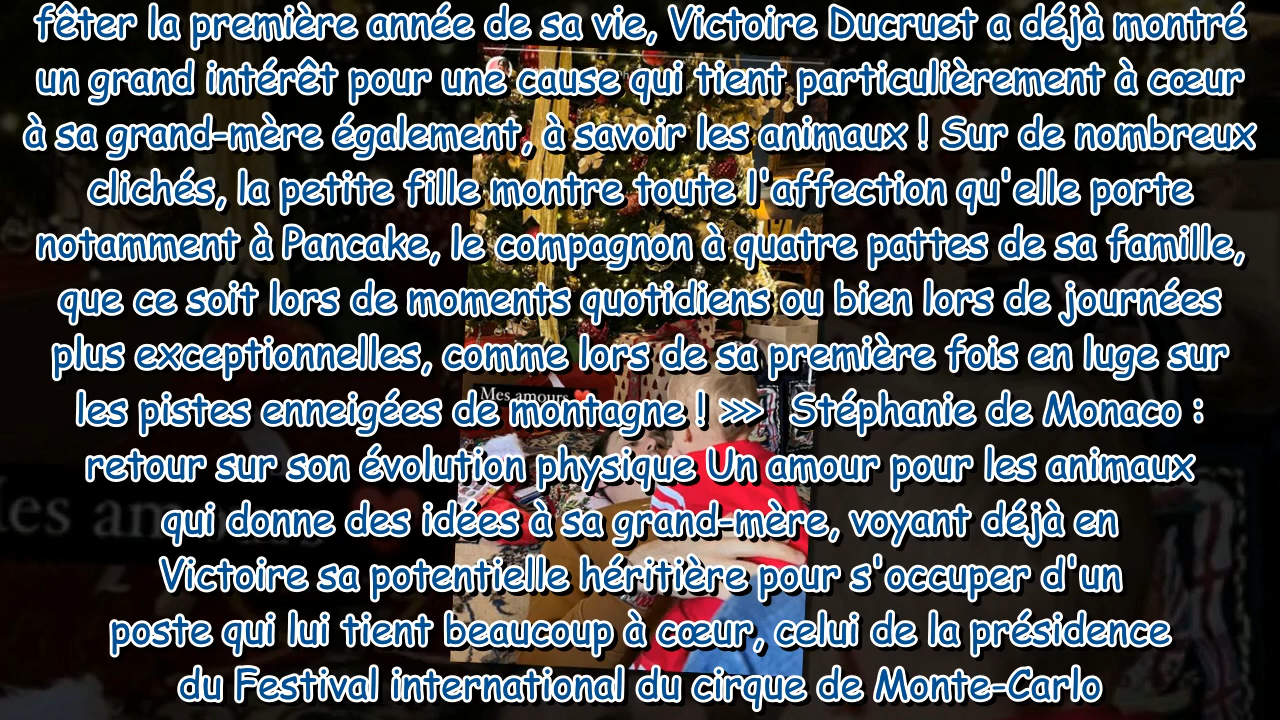 fêter la première année de sa vie, Victoire Ducruet a déjà montré
un grand intérêt pour une cause qui tient particulièrement à cœur
à sa grand-mère également, à savoir les animaux ! Sur de nombreux
clichés, la petite fille montre toute l'affection qu'elle porte
notamment à Pancake, le compagnon à quatre pattes de sa famille,
que ce soit lors de moments quotidiens ou bien lors de journées
plus exceptionnelles, comme lors de sa première fois en luge sur
Mes amours ❤️
les pistes enneigées de montagne ! >>> Stéphanie de Monaco :
retour sur son évolution physique Un amour pour les animaux
qui donne des idées à sa grand-mère, voyant déjà en
Victoire sa potentielle héritière pour s'occuper d'un
poste qui lui tient beaucoup à cœur, celui de la présidence
du Festival international du cirque de Monte-Carlo